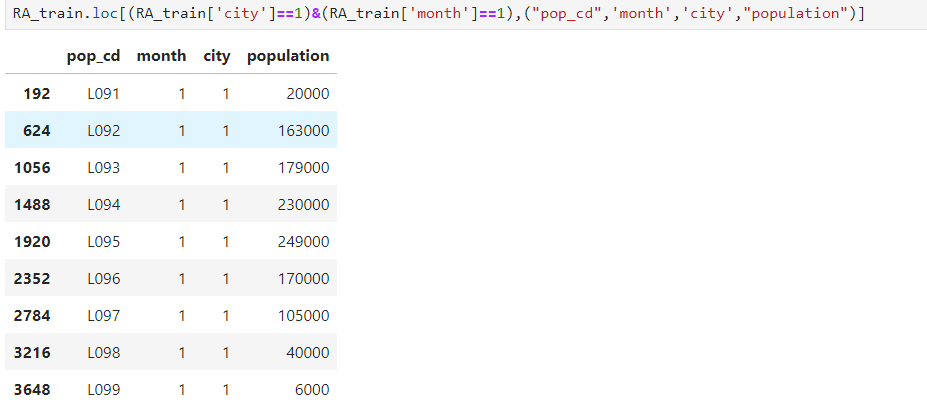 RA_train.loc[(RA_train['city']==1)&(RA_train['month']==1),("pop_cd",'month','city',"population")]
pop_cd month city population
192 L091 1 1 20000
624 L092 1 1 163000
1056 L093 1 1 179000
1488 L094 1 1 230000
1920 L095 1 1 249000
2352 L096 1 1 170000
2784 L097 1 1 105000
3216 L098 1 1 40000
3648 L099 1 1 6000